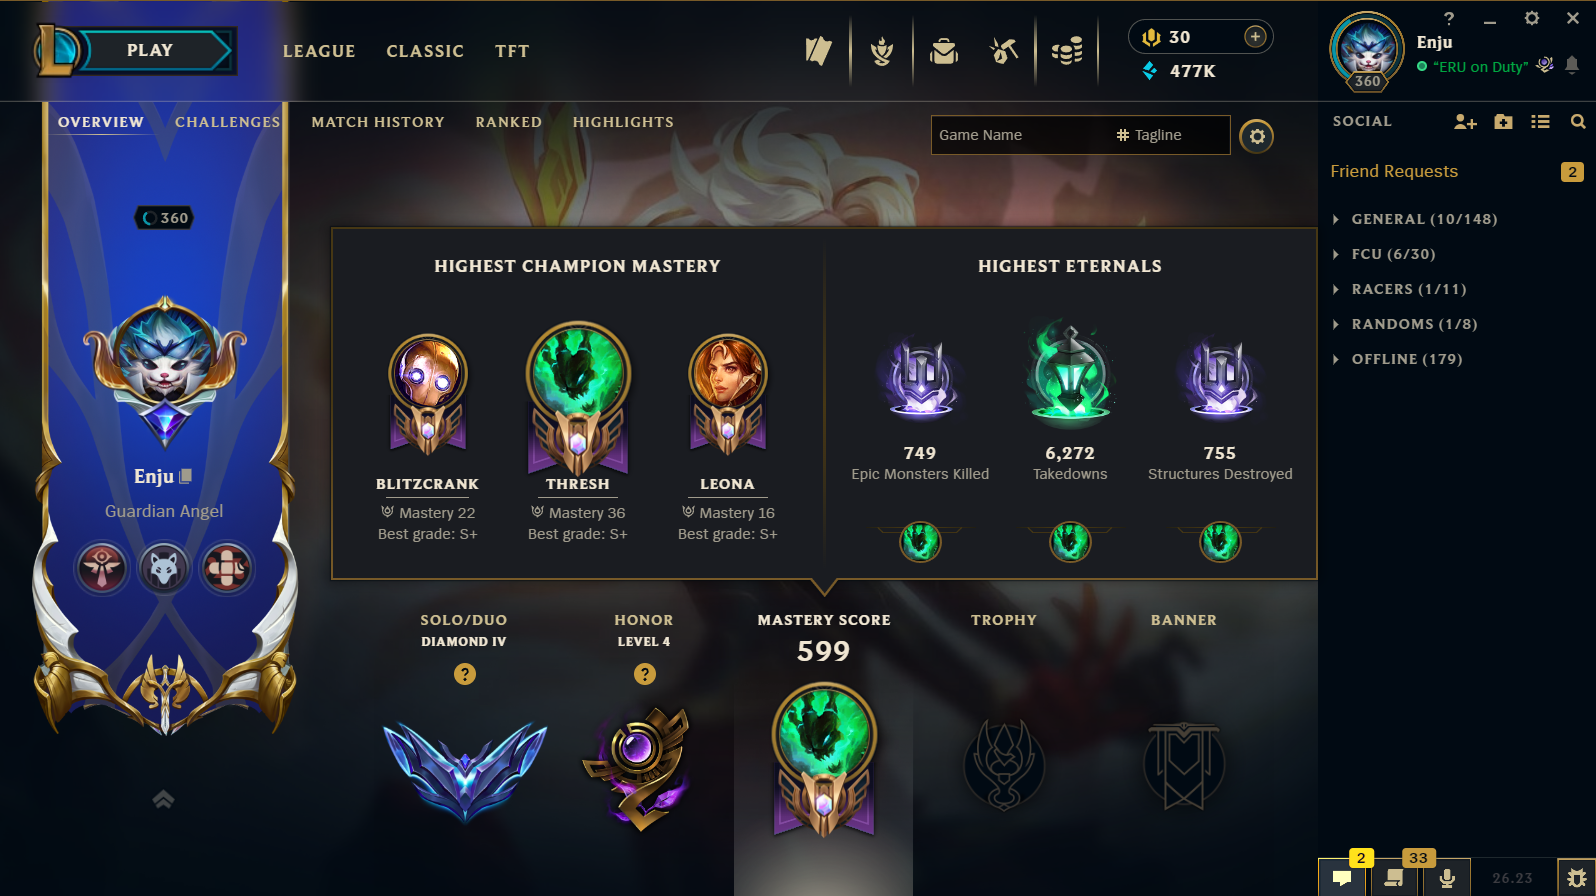 PLAY
LEAGUE
CLASSIC
TFT
30
477K
Enju
"ERU on Duty"
360
OVERVIEW
CHALLENGES
MATCH HISTORY
RANKED
HIGHLIGHTS
Game Name
# Tagline
SOCIAL
Friend Requests
2
GENERAL (10/148)
FCU (6/30)
RACERS (1/11)
RANDOMS (1/8)
OFFLINE (179)
360
Enju
Guardian Angel
HIGHEST CHAMPION MASTERY
BLITZCRANK
Mastery 22
Best grade: S+
THRESH
Mastery 36
Best grade: S+
LEONA
Mastery 16
Best grade: S+
HIGHEST ETERNALS
749
Epic Monsters Killed
6,272
Takedowns
755
Structures Destroyed
SOLO/DUO
DIAMOND IV
?
HONOR
LEVEL 4
?
MASTERY SCORE
599
TROPHY
BANNER
2
33
26.23